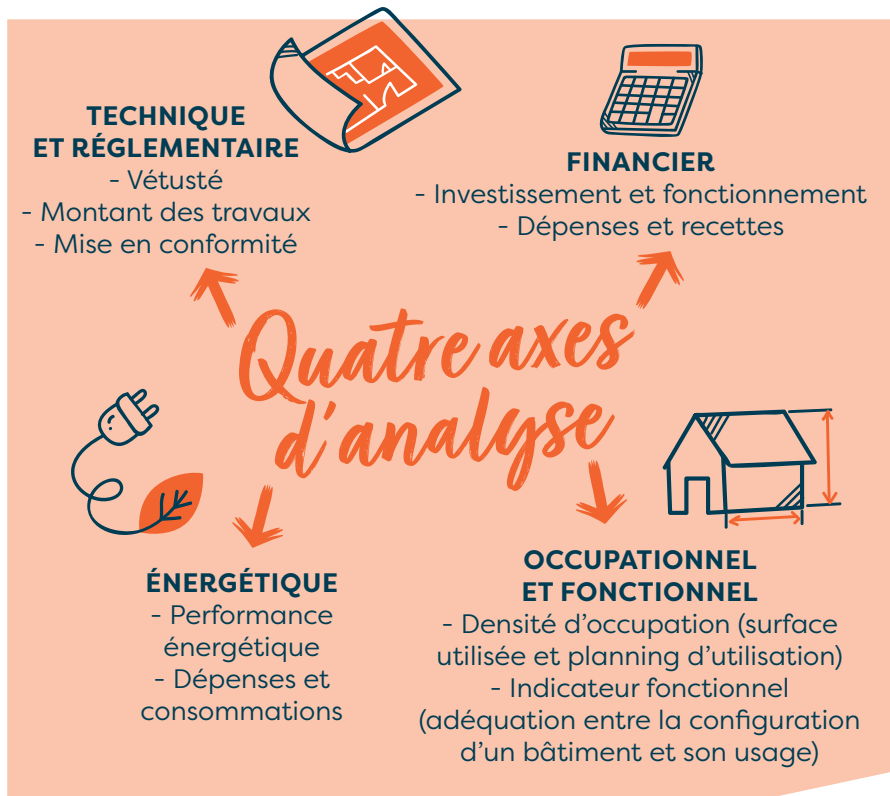 TECHNIQUE
ET RÉGLEMENTAIRE
- Vétusté
- Montant des travaux
- Mise en conformité
FINANCIER
- Investissement et fonctionnement
- Dépenses et recettes
Quatre axes
d'analyse
ÉNERGÉTIQUE
- Performance
énergétique
- Dépenses et
consommations
OCCUPATIONNEL
ET FONCTIONNEL
- Densité d’occupation (surface
utilisée et planning d’utilisation)
- Indicateur fonctionnel
(adéquation entre la configuration
d’un bâtiment et son usage)